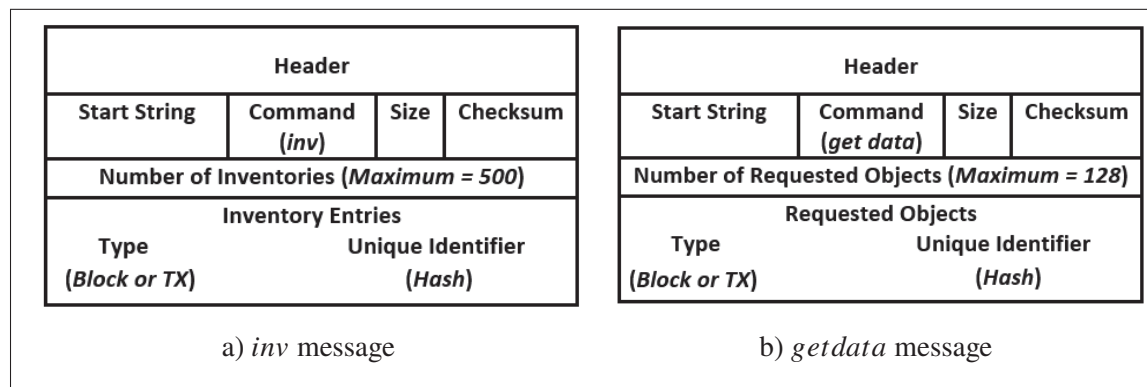 Header
Start String Command Size Checksum
(inv)
Number of Inventories (Maximum = 500)
Inventory Entries
Type Unique Identifier
(Block or TX) (Hash)
a) inv message
Header
Start String Command Size Checksum
(get data)
Number of Requested Objects (Maximum = 128)
Requested Objects
Type Unique Identifier
(Block or TX) (Hash)
b) getdata message